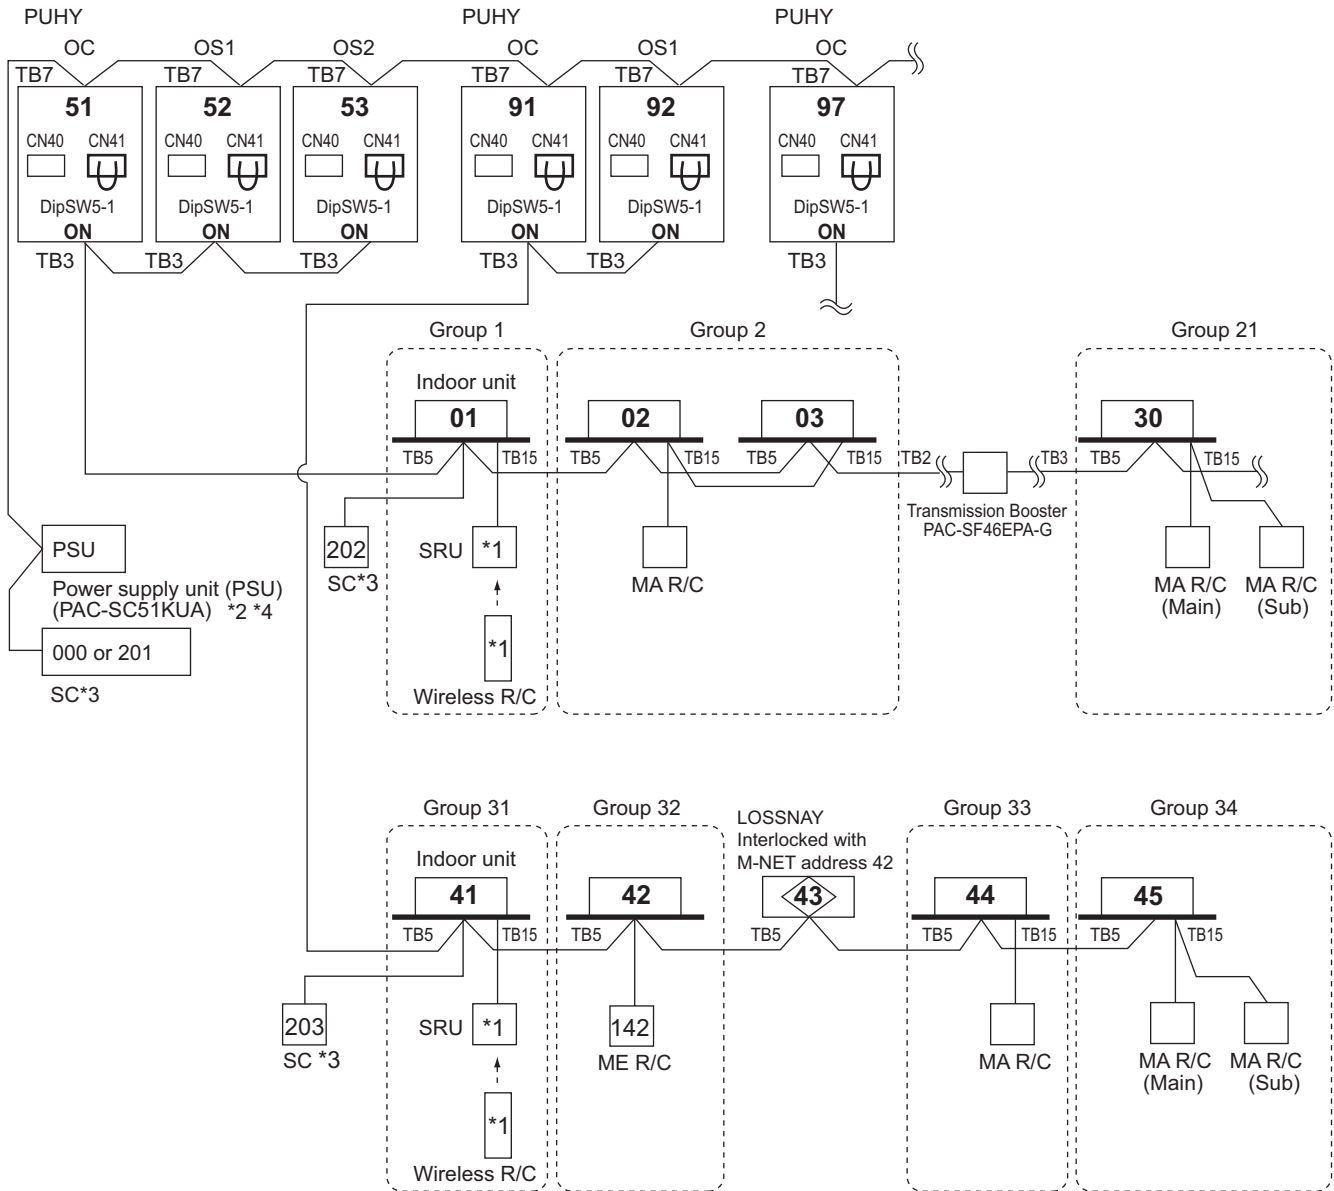 PUHY
PUHY
PUHY
OC
OS1
OS2
OC
OS1
OC
TB7
TB7
TB7
TB7
TB7
TB7
51
52
53
91
92
97
CN40 CN41
CN40 CN41
CN40 CN41
CN40 CN41
CN40 CN41
CN40 CN41
DipSW5-1
DipSW5-1
DipSW5-1
DipSW5-1
DipSW5-1
DipSW5-1
ON
ON
ON
ON
ON
ON
TB3
TB3
TB3
TB3
TB3
TB3
Group 1
Group 2
Group 21
Indoor unit
01
02
03
30
TB5
TB15
TB5
TB15
TB5
TB15
TB2
TB3
TB5
TB15
Transmission Booster
PAC-SF46EPA-G
202
SC*3
SRU
*1
MA R/C
MA R/C
(Main)
MA R/C
(Sub)
*1
Wireless R/C
PSU
Power supply unit (PSU)
(PAC-SC51KUA) *2 *4
000 or 201
SC*3
Group 31
Group 32
LOSSNAY
Interlocked with
M-NET address 42
Group 33
Group 34
Indoor unit
41
42
43
44
45
TB5
TB15
TB5
TB5
TB5
TB15
TB5
TB15
203
SC *3
SRU
*1
142
ME R/C
MA R/C
MA R/C
(Main)
MA R/C
(Sub)
*1
Wireless R/C